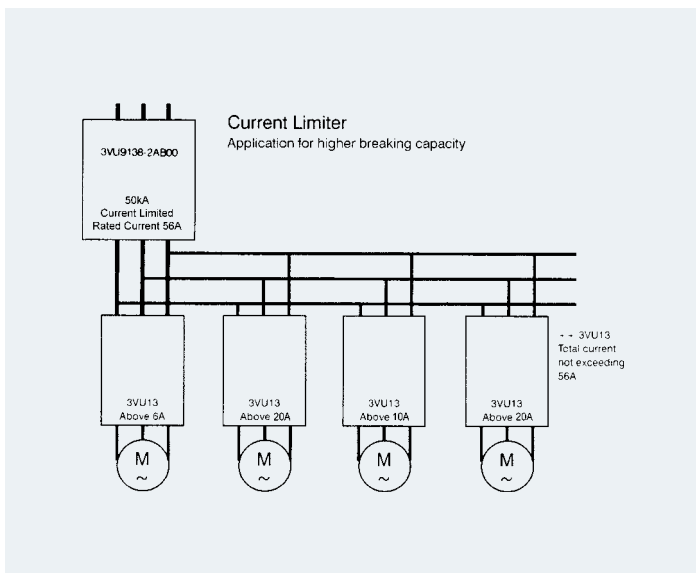 Current Limiter
Application for higher breaking capacity
3VU9138-2AB00
50kA
Current Limited
Rated Current 56A
3VU13
Above 6A
M
~
3VU13
Above 20A
M
~
3VU13
Above 10A
M
~
3VU13
Above 20A
M
~
++ 3VU13
Total current
not exceeding
56A